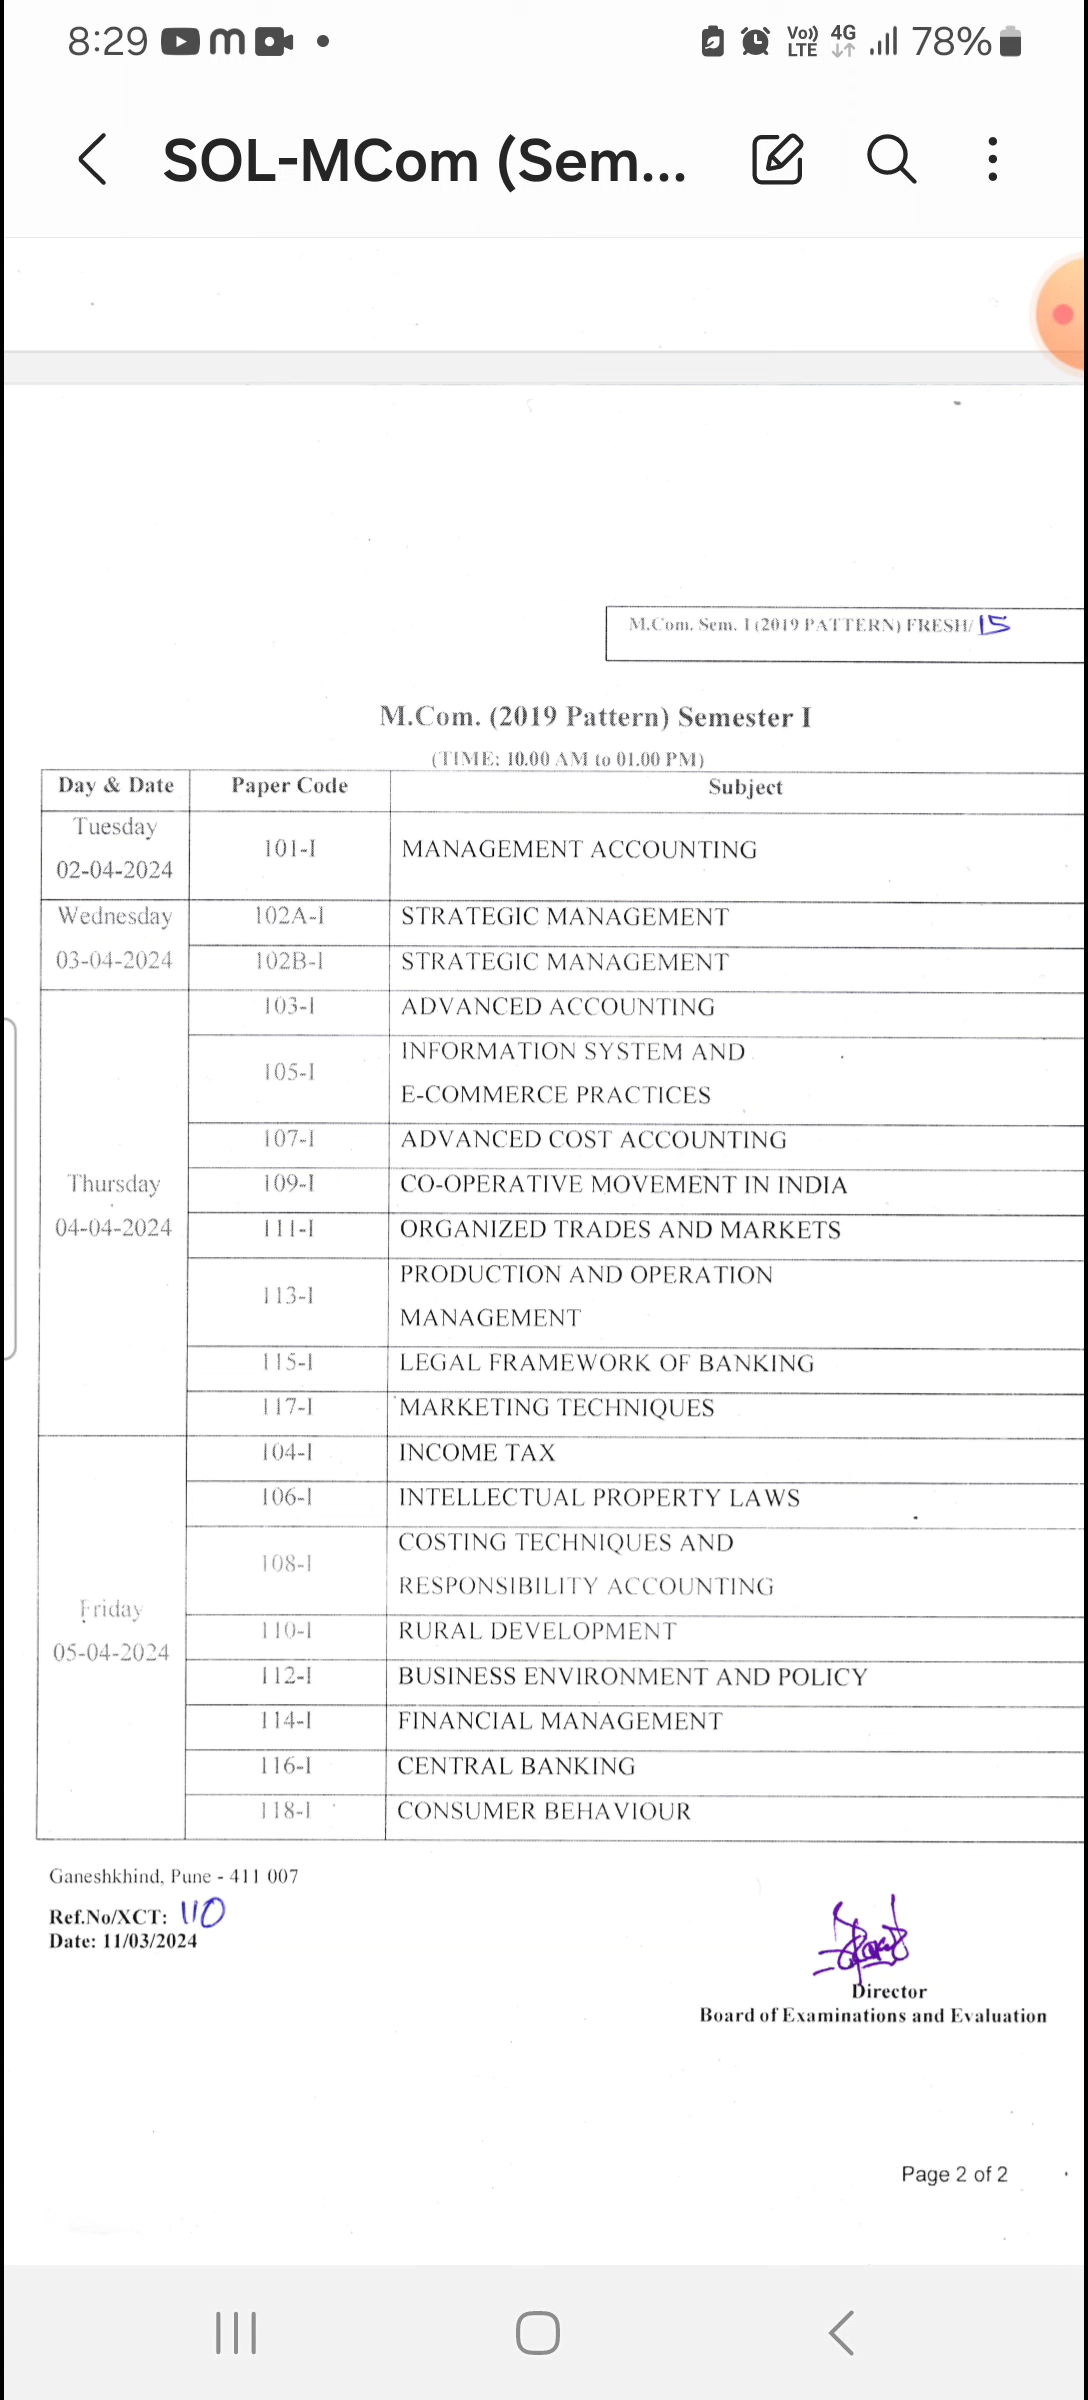 8:29
Vo)) LTE 4G 78%
SOL-MCom (Sem...
M.Com. Sem. I (2019 PATTERN) FRESH/ 15
M.Com. (2019 Pattern) Semester I
(TIME: 10.00 AM to 01.00 PM)
Day & Date Paper Code Subject
Tuesday
02-04-2024
101-I MANAGEMENT ACCOUNTING
Wednesday
03-04-2024
102A-I STRATEGIC MANAGEMENT
102B-I STRATEGIC MANAGEMENT
Thursday
04-04-2024
103-I ADVANCED ACCOUNTING
105-I INFORMATION SYSTEM AND
E-COMMERCE PRACTICES
107-I ADVANCED COST ACCOUNTING
109-I CO-OPERATIVE MOVEMENT IN INDIA
111-I ORGANIZED TRADES AND MARKETS
113-I PRODUCTION AND OPERATION
MANAGEMENT
115-I LEGAL FRAMEWORK OF BANKING
117-I MARKETING TECHNIQUES
Friday
05-04-2024
104-I INCOME TAX
106-I INTELLECTUAL PROPERTY LAWS
108-I COSTING TECHNIQUES AND
RESPONSIBILITY ACCOUNTING
110-I RURAL DEVELOPMENT
112-I BUSINESS ENVIRONMENT AND POLICY
114-I FINANCIAL MANAGEMENT
116-I CENTRAL BANKING
118-I CONSUMER BEHAVIOUR
Ganeshkhind, Pune - 411 007
Ref.No/XCT: 110
Date: 11/03/2024
Director
Board of Examinations and Evaluation
Page 2 of 2